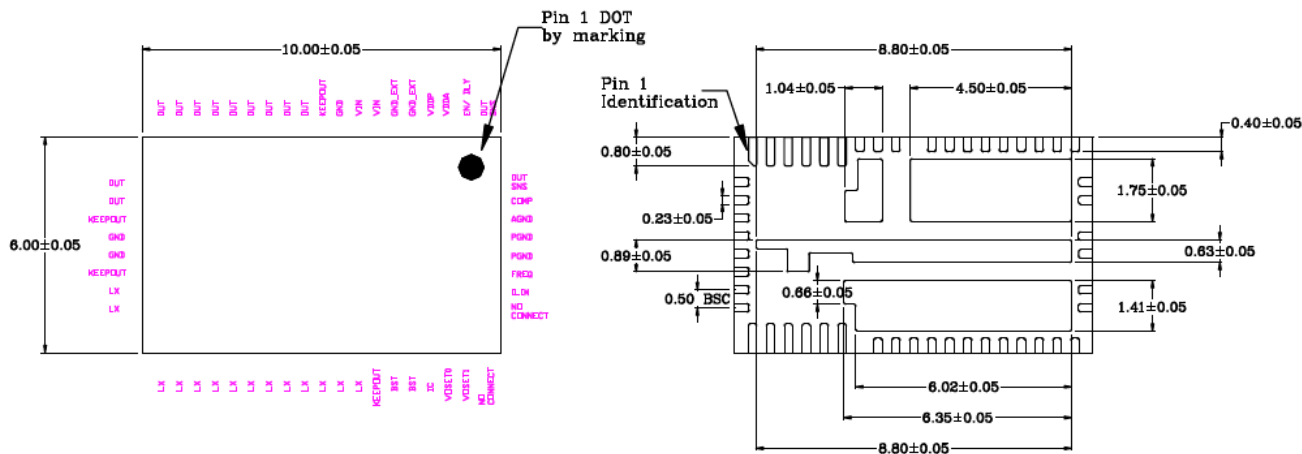 Pin 1 DOT
by marking
10.00±0.05
OUT
OUT
OUT
OUT
OUT
OUT
OUT
OUT
OUT
KEEPOUT
GND
VIN
VIN
GND_EXT
GND_EXT
VDDP
VDDA
EN/ DLY
OUT
SNS
6.00±0.05
OUT
OUT
KEEPOUT
GND
GND
KEEPOUT
LX
LX
OUT
SNS
COMP
AGND
PGND
PGND
FREQ
ILIM
NO
CONNECT
LX
LX
LX
LX
LX
LX
LX
LX
LX
LX
LX
LX
KEEPOUT
BST
BST
IC
VOSET0
VOSET1
NO
CONNECT
8.80±0.05
Pin 1
Identification
1.04±0.05
4.50±0.05
0.40±0.05
0.80±0.05
1.75±0.05
0.23±0.05
0.89±0.05
0.63±0.05
0.50 BSC
0.66±0.05
1.41±0.05
6.02±0.05
6.35±0.05
8.80±0.05